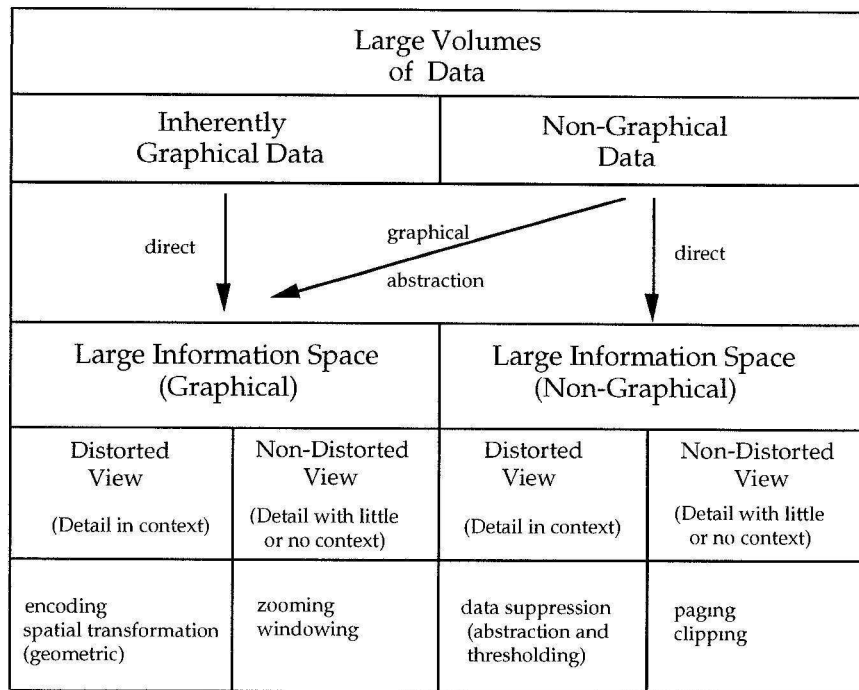 Large Volumes
of Data
Inherently
Graphical Data
Non-Graphical
Data
direct
graphical
abstraction
direct
Large Information Space
(Graphical)
Large Information Space
(Non-Graphical)
Distorted
View
(Detail in context)
Non-Distorted
View
(Detail with little
or no context)
Distorted
View
(Detail in context)
Non-Distorted
View
(Detail with little
or no context)
encoding
spatial transformation
(geometric)
zooming
windowing
data suppression
(abstraction and
thresholding)
paging
clipping